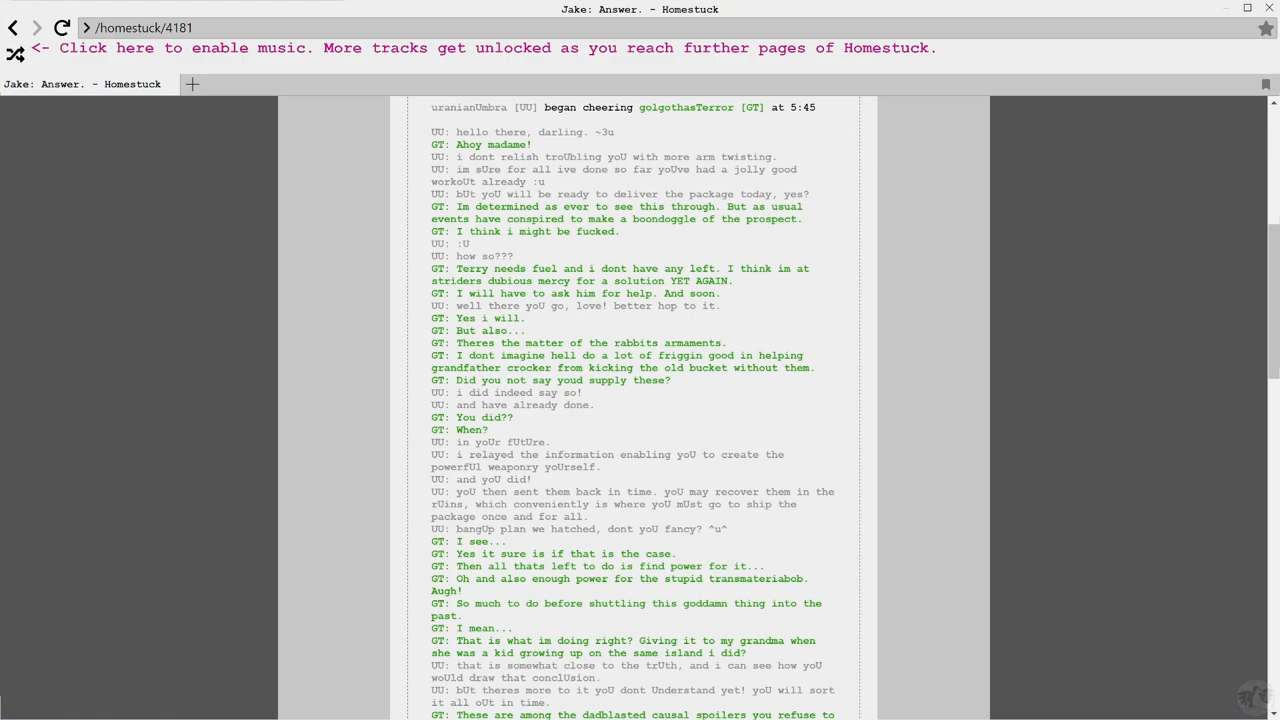 Jake: Answer. - Homestuck
/homestuck/4181
<- Click here to enable music. More tracks get unlocked as you reach further pages of Homestuck.
Jake: Answer. - Homestuck
uranianUmbra [UU] began cheering golgothasTerror [GT] at 5:45
UU: hello there, darling. ~3u
GT: Ahoy madame!
UU: i dont relish troUbling yoU with more arm twisting.
UU: im sUre for all ive done so far yoUve had a jolly good
workoUt already :u
UU: bUt yoU will be ready to deliver the package today, yes?
GT: Im determined as ever to see this through. But as usual
events have conspired to make a boondoggle of the prospect.
GT: I think i might be fucked.
UU: :U
UU: how so???
GT: Terry needs fuel and i dont have any left. I think im at
striders dubious mercy for a solution YET AGAIN.
GT: I will have to ask him for help. And soon.
UU: well there yoU go, love! better hop to it.
GT: Yes i will.
GT: But also...
GT: Theres the matter of the rabbits armaments.
GT: I dont imagine hell do a lot of friggin good in helping
grandfather crocker from kicking the old bucket without them.
GT: Did you not say youd supply these?
UU: i did indeed say so!
UU: and have already done.
GT: You did??
GT: When?
UU: in yoUr fUtUre.
UU: i relayed the information enabling yoU to create the
powerfUl weaponry yoUrself.
UU: and yoU did!
UU: yoU then sent them back in time. yoU may recover them in the
rUins, which conveniently is where yoU mUst go to ship the
package once and for all.
UU: bangUp plan we hatched, dont yoU fancy? ^u^
GT: I see...
GT: Yes it sure is if that is the case.
GT: Then all thats left to do is find power for it...
GT: Oh and also enough power for the stupid transmateriabob.
Augh!
GT: So much to do before shuttling this goddamn thing into the
past.
GT: I mean...
GT: That is what im doing right? Giving it to my grandma when
she was a kid growing up on the same island i did?
UU: that is somewhat close to the trUth, and i can see how yoU
woUld draw that conclUsion.
UU: bUt theres more to it yoU dont Understand yet! yoU will sort
it all oUt in time.
GT: These are among the dadblasted causal spoilers you refuse to